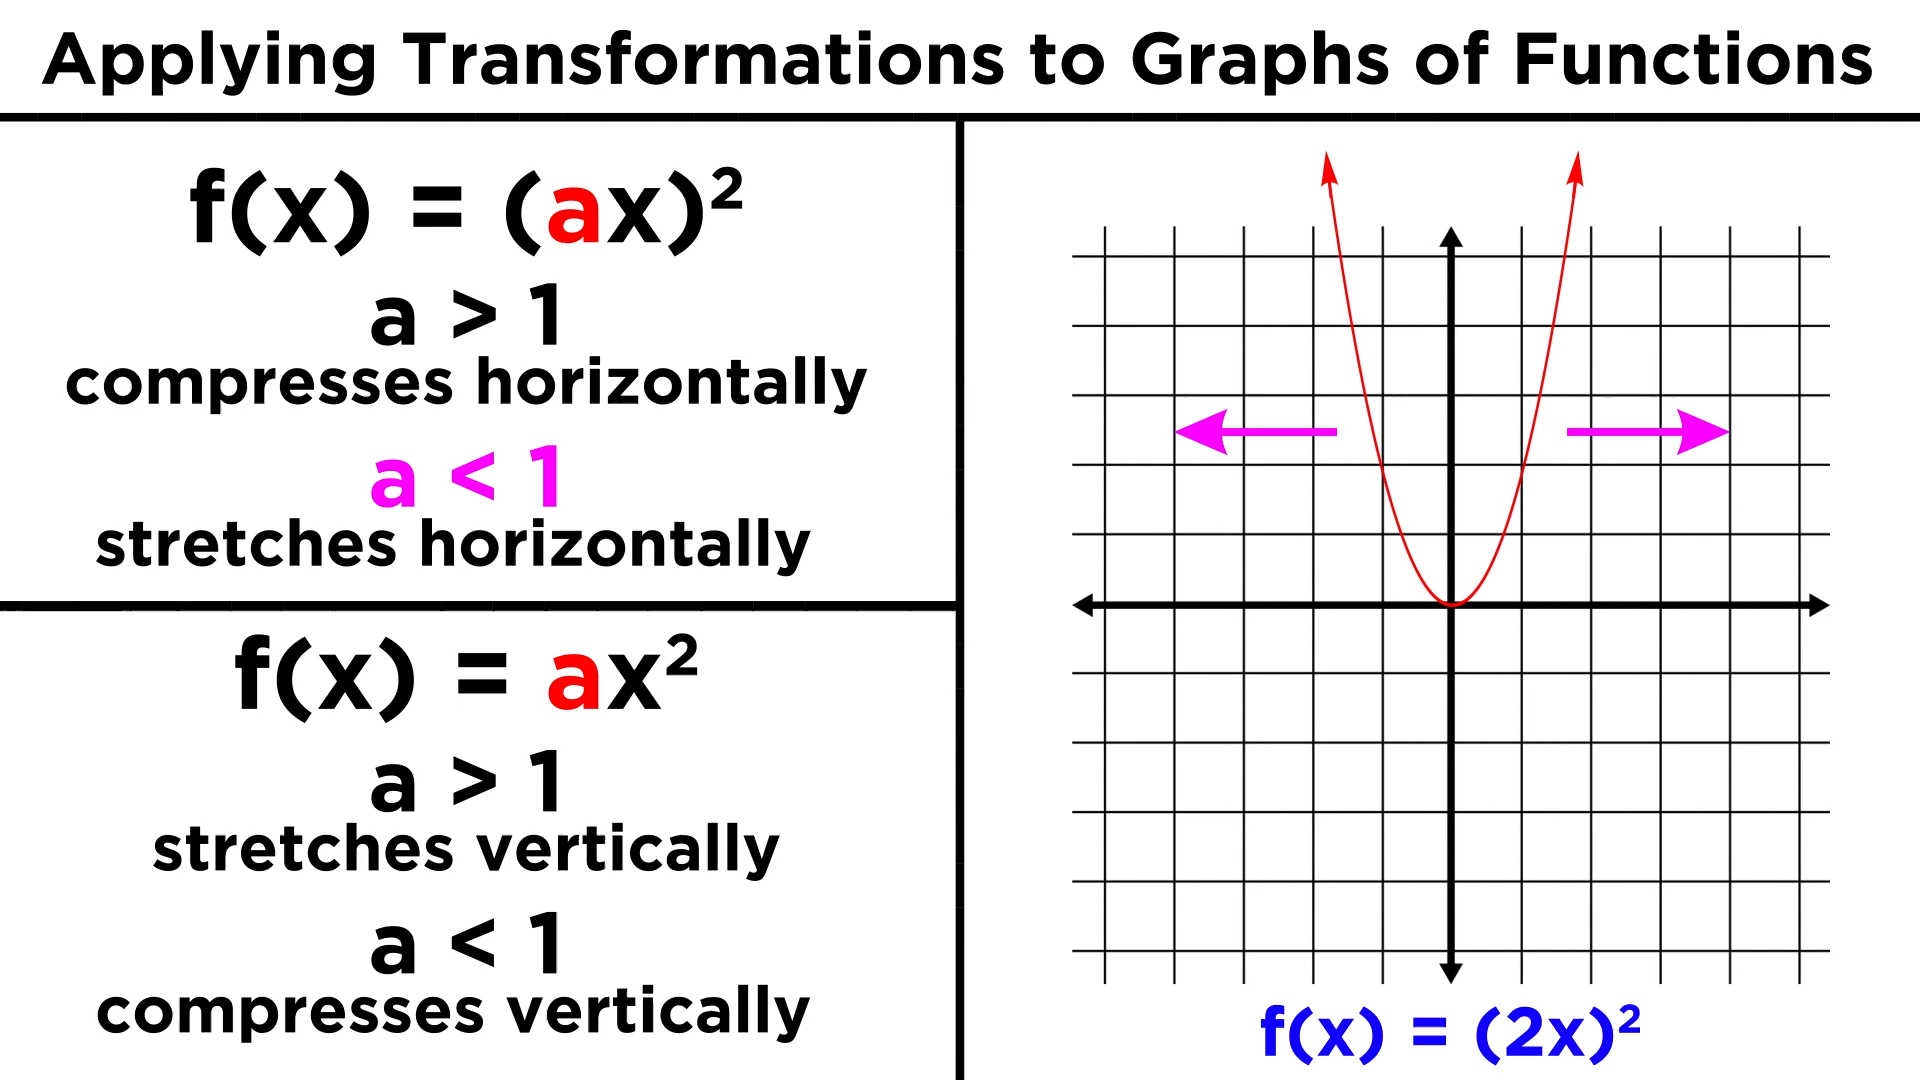 Applying Transformations to Graphs of Functions
f(x) = (ax)²
a > 1
compresses horizontally
a < 1
stretches horizontally
f(x) = ax²
a > 1
stretches vertically
a < 1
compresses vertically
f(x) = (2x)²